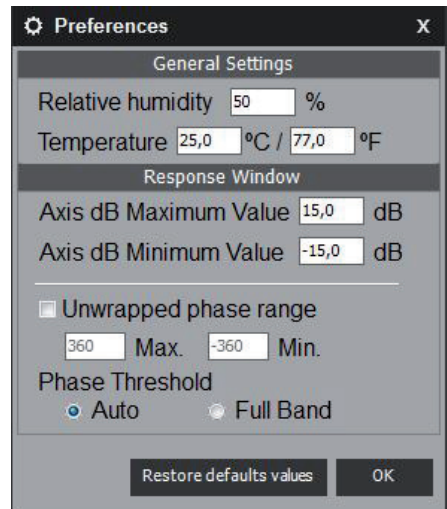 Preferences X
General Settings
Relative humidity 50 %
Temperature 25,0 ºC / 77,0 ºF
Response Window
Axis dB Maximum Value 15,0 dB
Axis dB Minimum Value -15,0 dB
Unwrapped phase range
360 Max. -360 Min.
Phase Threshold
Auto Full Band
Restore defaults values OK